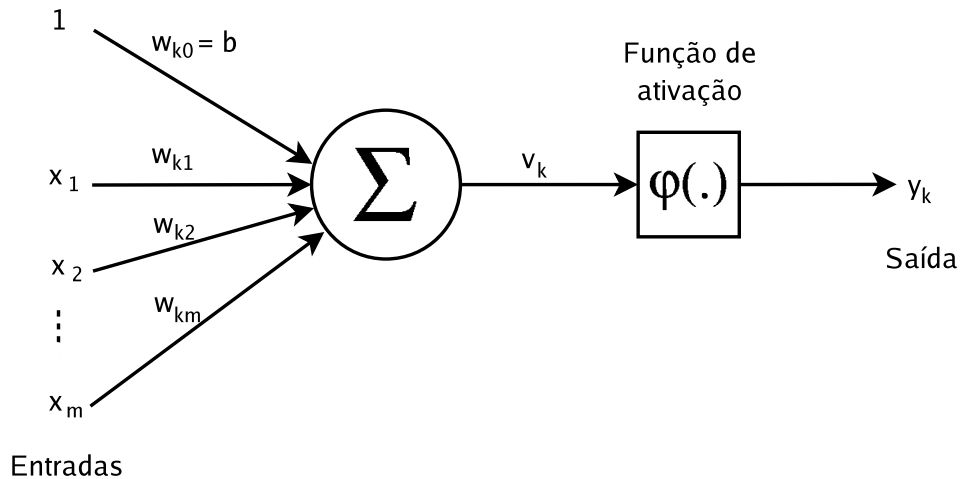 1
w_k0 = b
Função de
ativação
x_1
w_k1
Σ
v_k
φ(.)
y_k
w_k2
x_2
Saída
w_km
x_m
Entradas